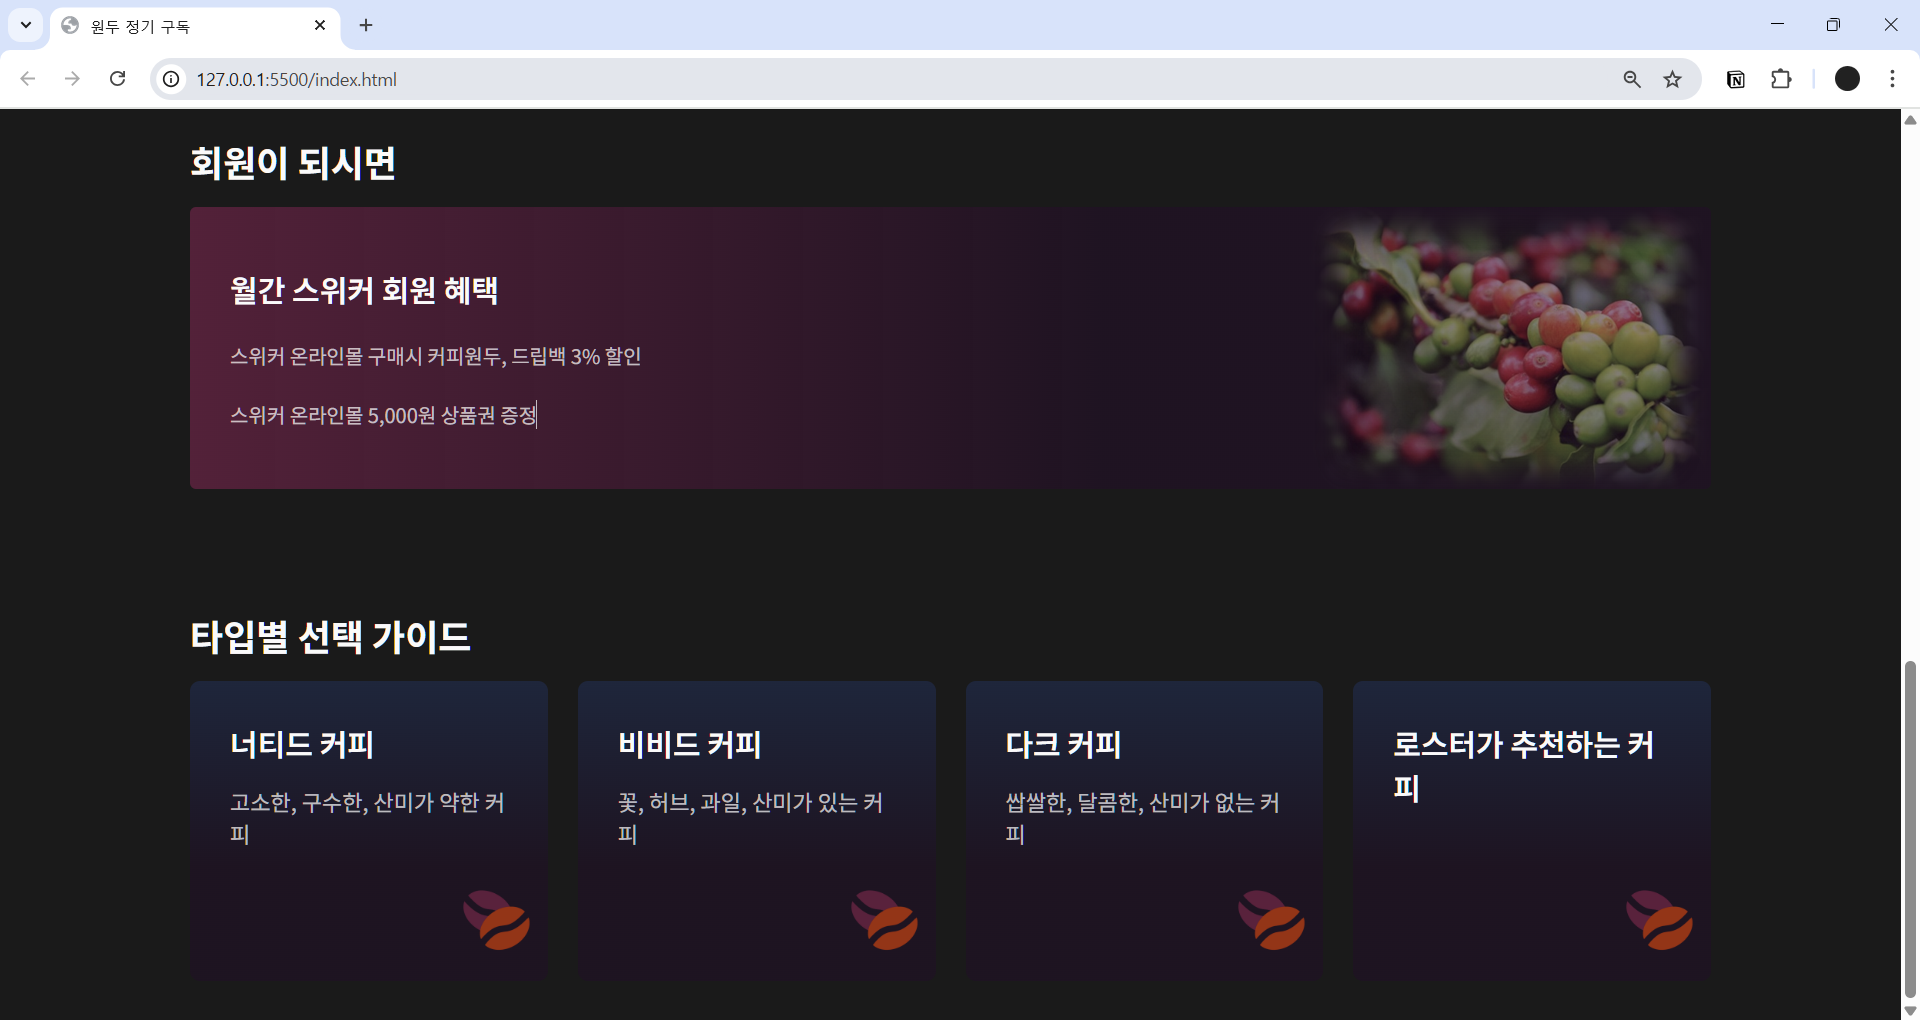 원두 정기 구독
127.0.0.1:5500/index.html
회원이 되시면
월간 스위커 회원 혜택
스위커 온라인몰 구매시 커피원두, 드립백 3% 할인
스위커 온라인몰 5,000원 상품권 증정
타입별 선택 가이드
너티드 커피
고소한, 구수한, 산미가 약한 커
피
비비드 커피
꽃, 허브, 과일, 산미가 있는 커
피
다크 커피
쌉쌀한, 달콤한, 산미가 없는 커
피
로스터가 추천하는 커
피